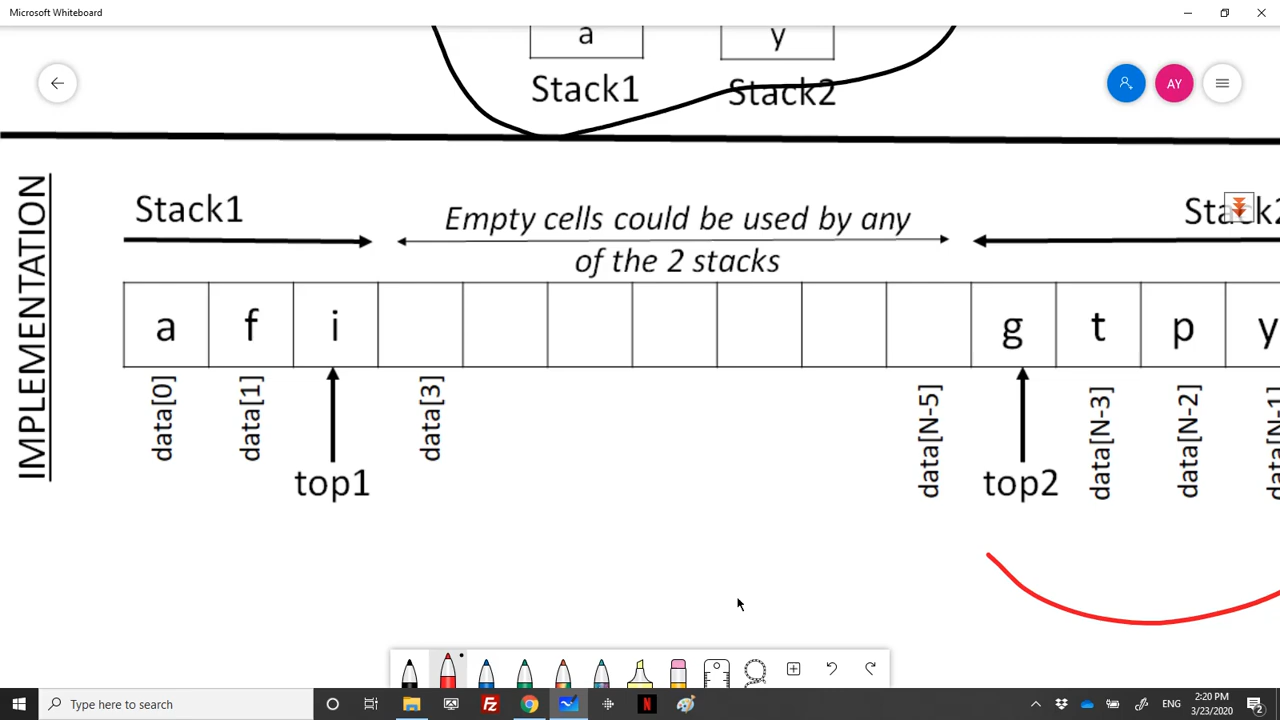 Microsoft Whiteboard
a y
Stack1 Stack2
AY
IMPLEMENTATION
Stack1
Empty cells could be used by any
of the 2 stacks
a f i g t p y
data[0] data[1] data[3] data[N-5] data[N-3] data[N-2]
top1 top2
Type here to search
ENG
2:20 PM
3/23/2020
2